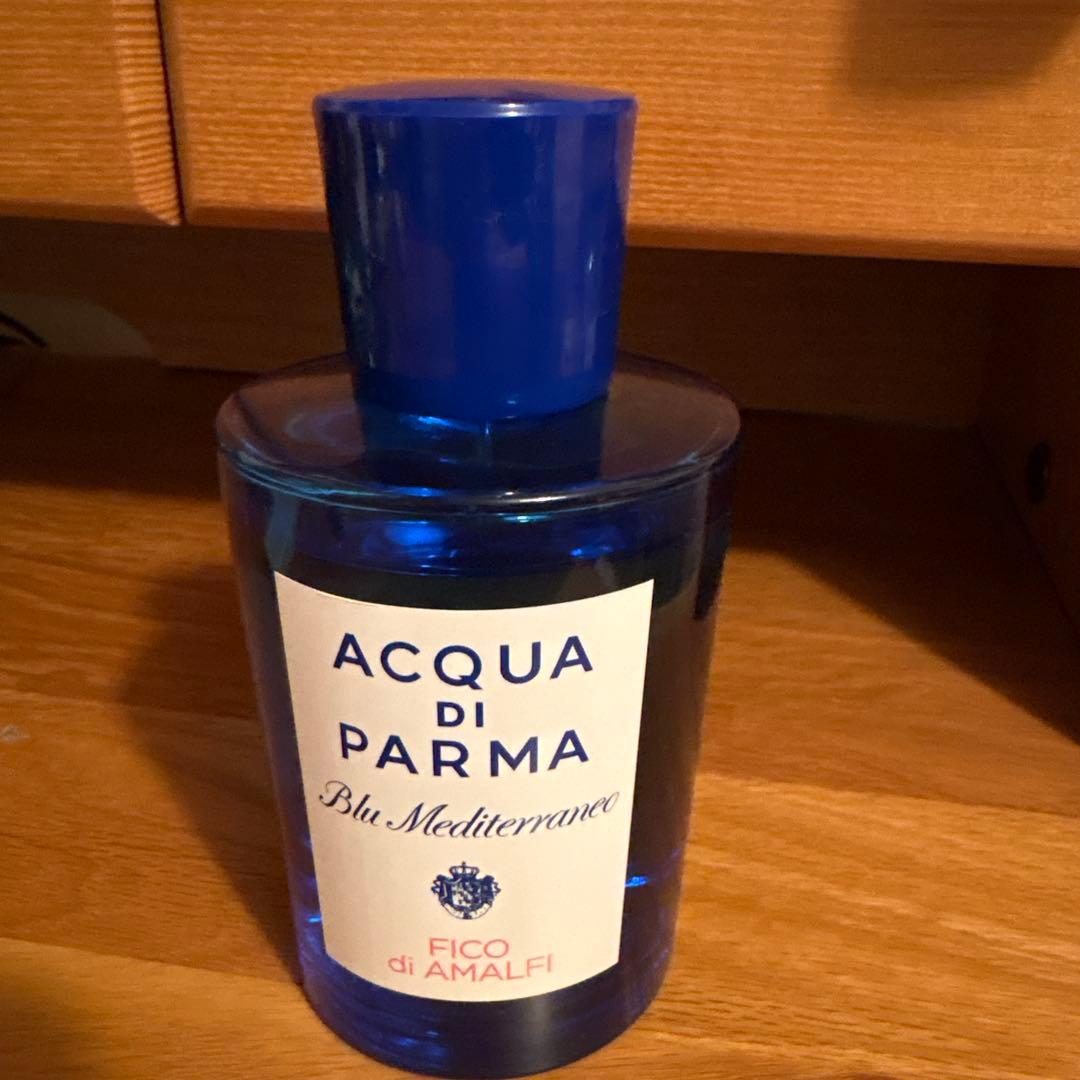 ACQUA
DI
PARMA
Blu Mediterraneo
FICO
di AMALFI